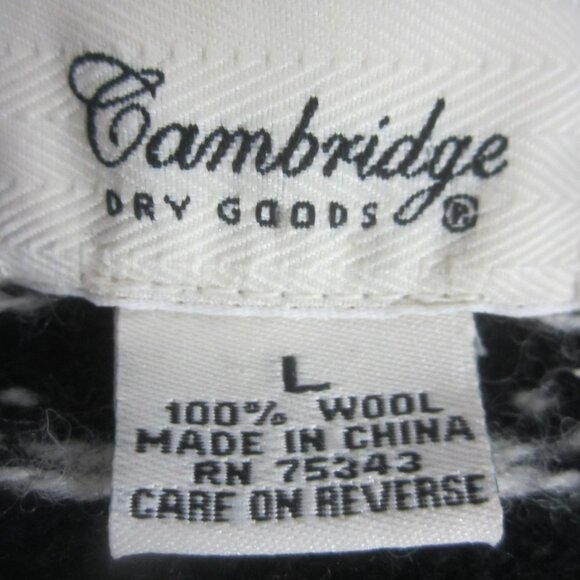 Cambridge
DRY GOODS ®
L
100% WOOL
MADE IN CHINA
RN 75343
CARE ON REVERSE